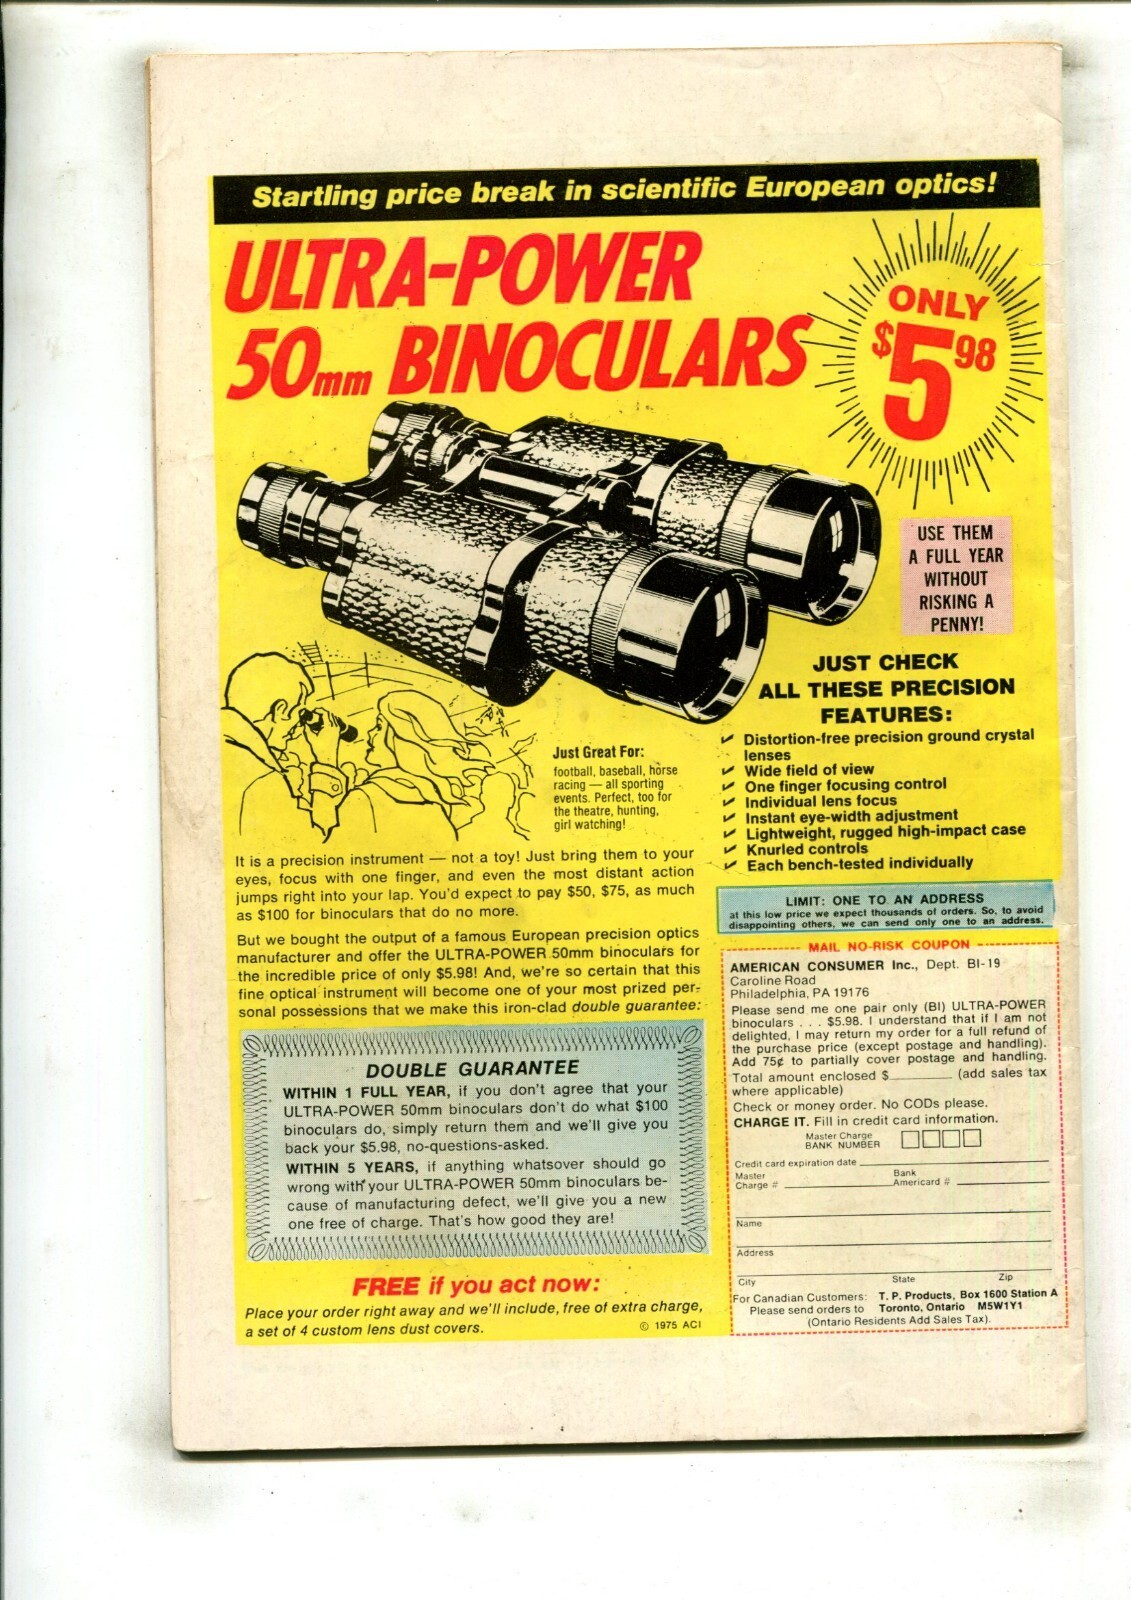 Startling price break in scientific European optics!
ULTRA-POWER
50mm BINOCULARS
ONLY
$5 98
USE THEM
A FULL YEAR
WITHOUT
RISKING A
PENNY!
JUST CHECK
ALL THESE PRECISION
FEATURES:
✔ Distortion-free precision ground crystal
lenses
✔ Wide field of view
✔ One finger focusing control
✔ Individual lens focus
✔ Instant eye-width adjustment
✔ Lightweight, rugged high-impact case
✔ Knurled controls
✔ Each bench-tested individually
Just Great For:
football, baseball, horse
racing — all sporting
events. Perfect, too for
the theatre, hunting,
girl watching!
It is a precision instrument — not a toy! Just bring them to your
eyes, focus with one finger, and even the most distant action
jumps right into your lap. You'd expect to pay $50, $75, as much
as $100 for binoculars that do no more.
But we bought the output of a famous European precision optics
manufacturer and offer the ULTRA-POWER 50mm binoculars for
the incredible price of only $5.98! And, we're so certain that this
fine optical instrument will become one of your most prized per-
sonal possessions that we make this iron-clad double guarantee:
DOUBLE GUARANTEE
WITHIN 1 FULL YEAR, if you don't agree that your
ULTRA-POWER 50mm binoculars don't do what $100
binoculars do, simply return them and we'll give you
back your $5.98, no-questions-asked.
WITHIN 5 YEARS, if anything whatsoever should go
wrong with your ULTRA-POWER 50mm binoculars be-
cause of manufacturing defect, we'll give you a new
one free of charge. That's how good they are!
FREE if you act now:
Place your order right away and we'll include, free of extra charge,
a set of 4 custom lens dust covers.
© 1975 ACI
LIMIT: ONE TO AN ADDRESS
at this low price we expect thousands of orders. So, to avoid
disappointing others, we can send only one to an address.
MAIL NO-RISK COUPON
AMERICAN CONSUMER Inc., Dept. BI-19
Caroline Road
Philadelphia, PA 19176
Please send me one pair only (BI) ULTRA-POWER
binoculars . . . $5.98. I understand that if I am not
delighted, I may return my order for a full refund of
the purchase price (except postage and handling).
Add 75¢ to partially cover postage and handling.
Total amount enclosed $________ (add sales tax
where applicable)
Check or money order. No CODs please.
CHARGE IT. Fill in credit card information.
Master Charge
BANK NUMBER
Credit card expiration date
Master Bank
Charge # Americard #
Name
Address
City State Zip
For Canadian Customers: T. P. Products, Box 1600 Station A
Please send orders to Toronto, Ontario M5W1Y1
(Ontario Residents Add Sales Tax).